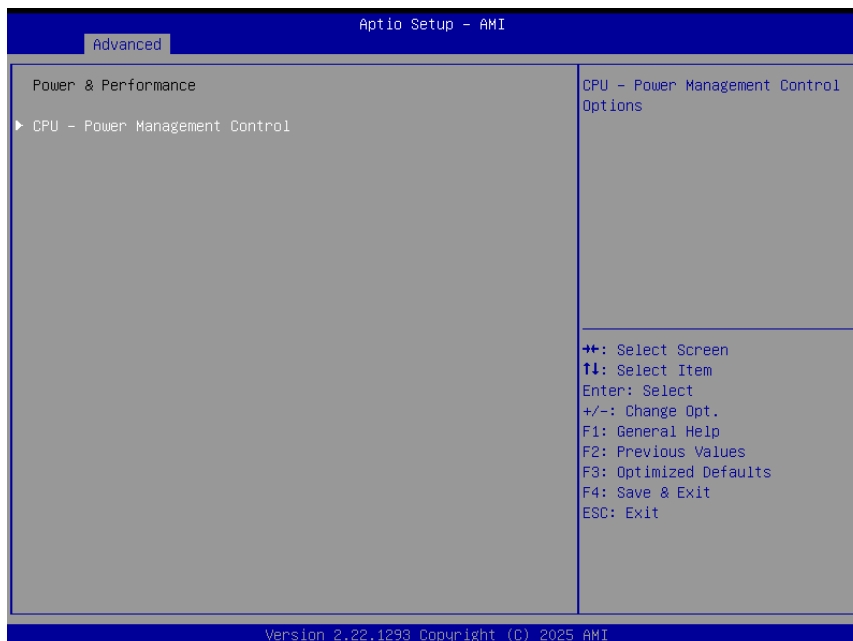 Aptio Setup – AMI
Advanced
Power & Performance
▶ CPU – Power Management Control
CPU – Power Management Control
Options
→←: Select Screen
↑↓: Select Item
Enter: Select
+/-: Change Opt.
F1: General Help
F2: Previous Values
F3: Optimized Defaults
F4: Save & Exit
ESC: Exit
Version 2.22.1293 Copyright (C) 2025 AMI